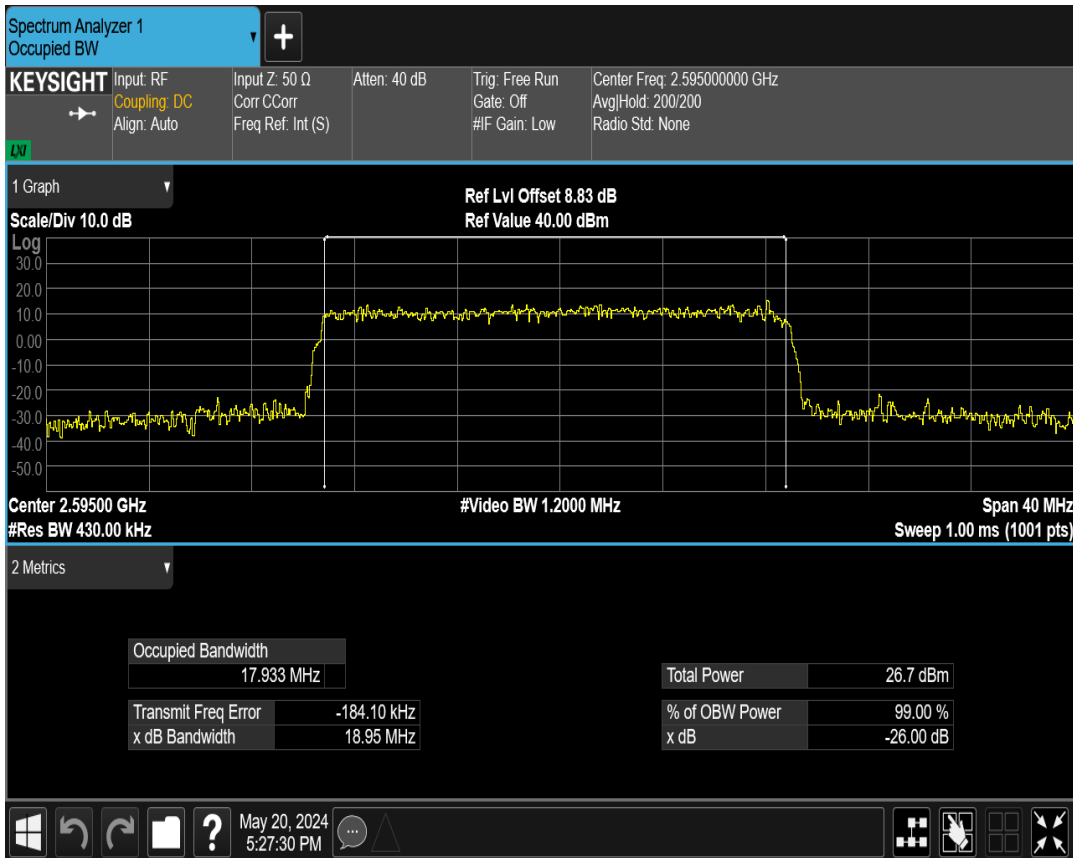 Spectrum Analyzer 1
Occupied BW
+
KEYSIGHT
Input: RF
Coupling: DC
Align: Auto
Input Z: 50 Ω
Corr CCorr
Freq Ref: Int (S)
Atten: 40 dB
Trig: Free Run
Gate: Off
#IF Gain: Low
Center Freq: 2.595000000 GHz
Avg|Hold: 200/200
Radio Std: None
LXI
1 Graph
Ref Lvl Offset 8.83 dB
Scale/Div 10.0 dB
Ref Value 40.00 dBm
Log
30.0
20.0
10.0
0.00
-10.0
-20.0
-30.0
-40.0
-50.0
Center 2.59500 GHz
#Video BW 1.2000 MHz
Span 40 MHz
#Res BW 430.00 kHz
Sweep 1.00 ms (1001 pts)
2 Metrics
Occupied Bandwidth
17.933 MHz
Total Power 26.7 dBm
Transmit Freq Error -184.10 kHz
% of OBW Power 99.00 %
x dB Bandwidth 18.95 MHz
x dB -26.00 dB
?
May 20, 2024
5:27:30 PM